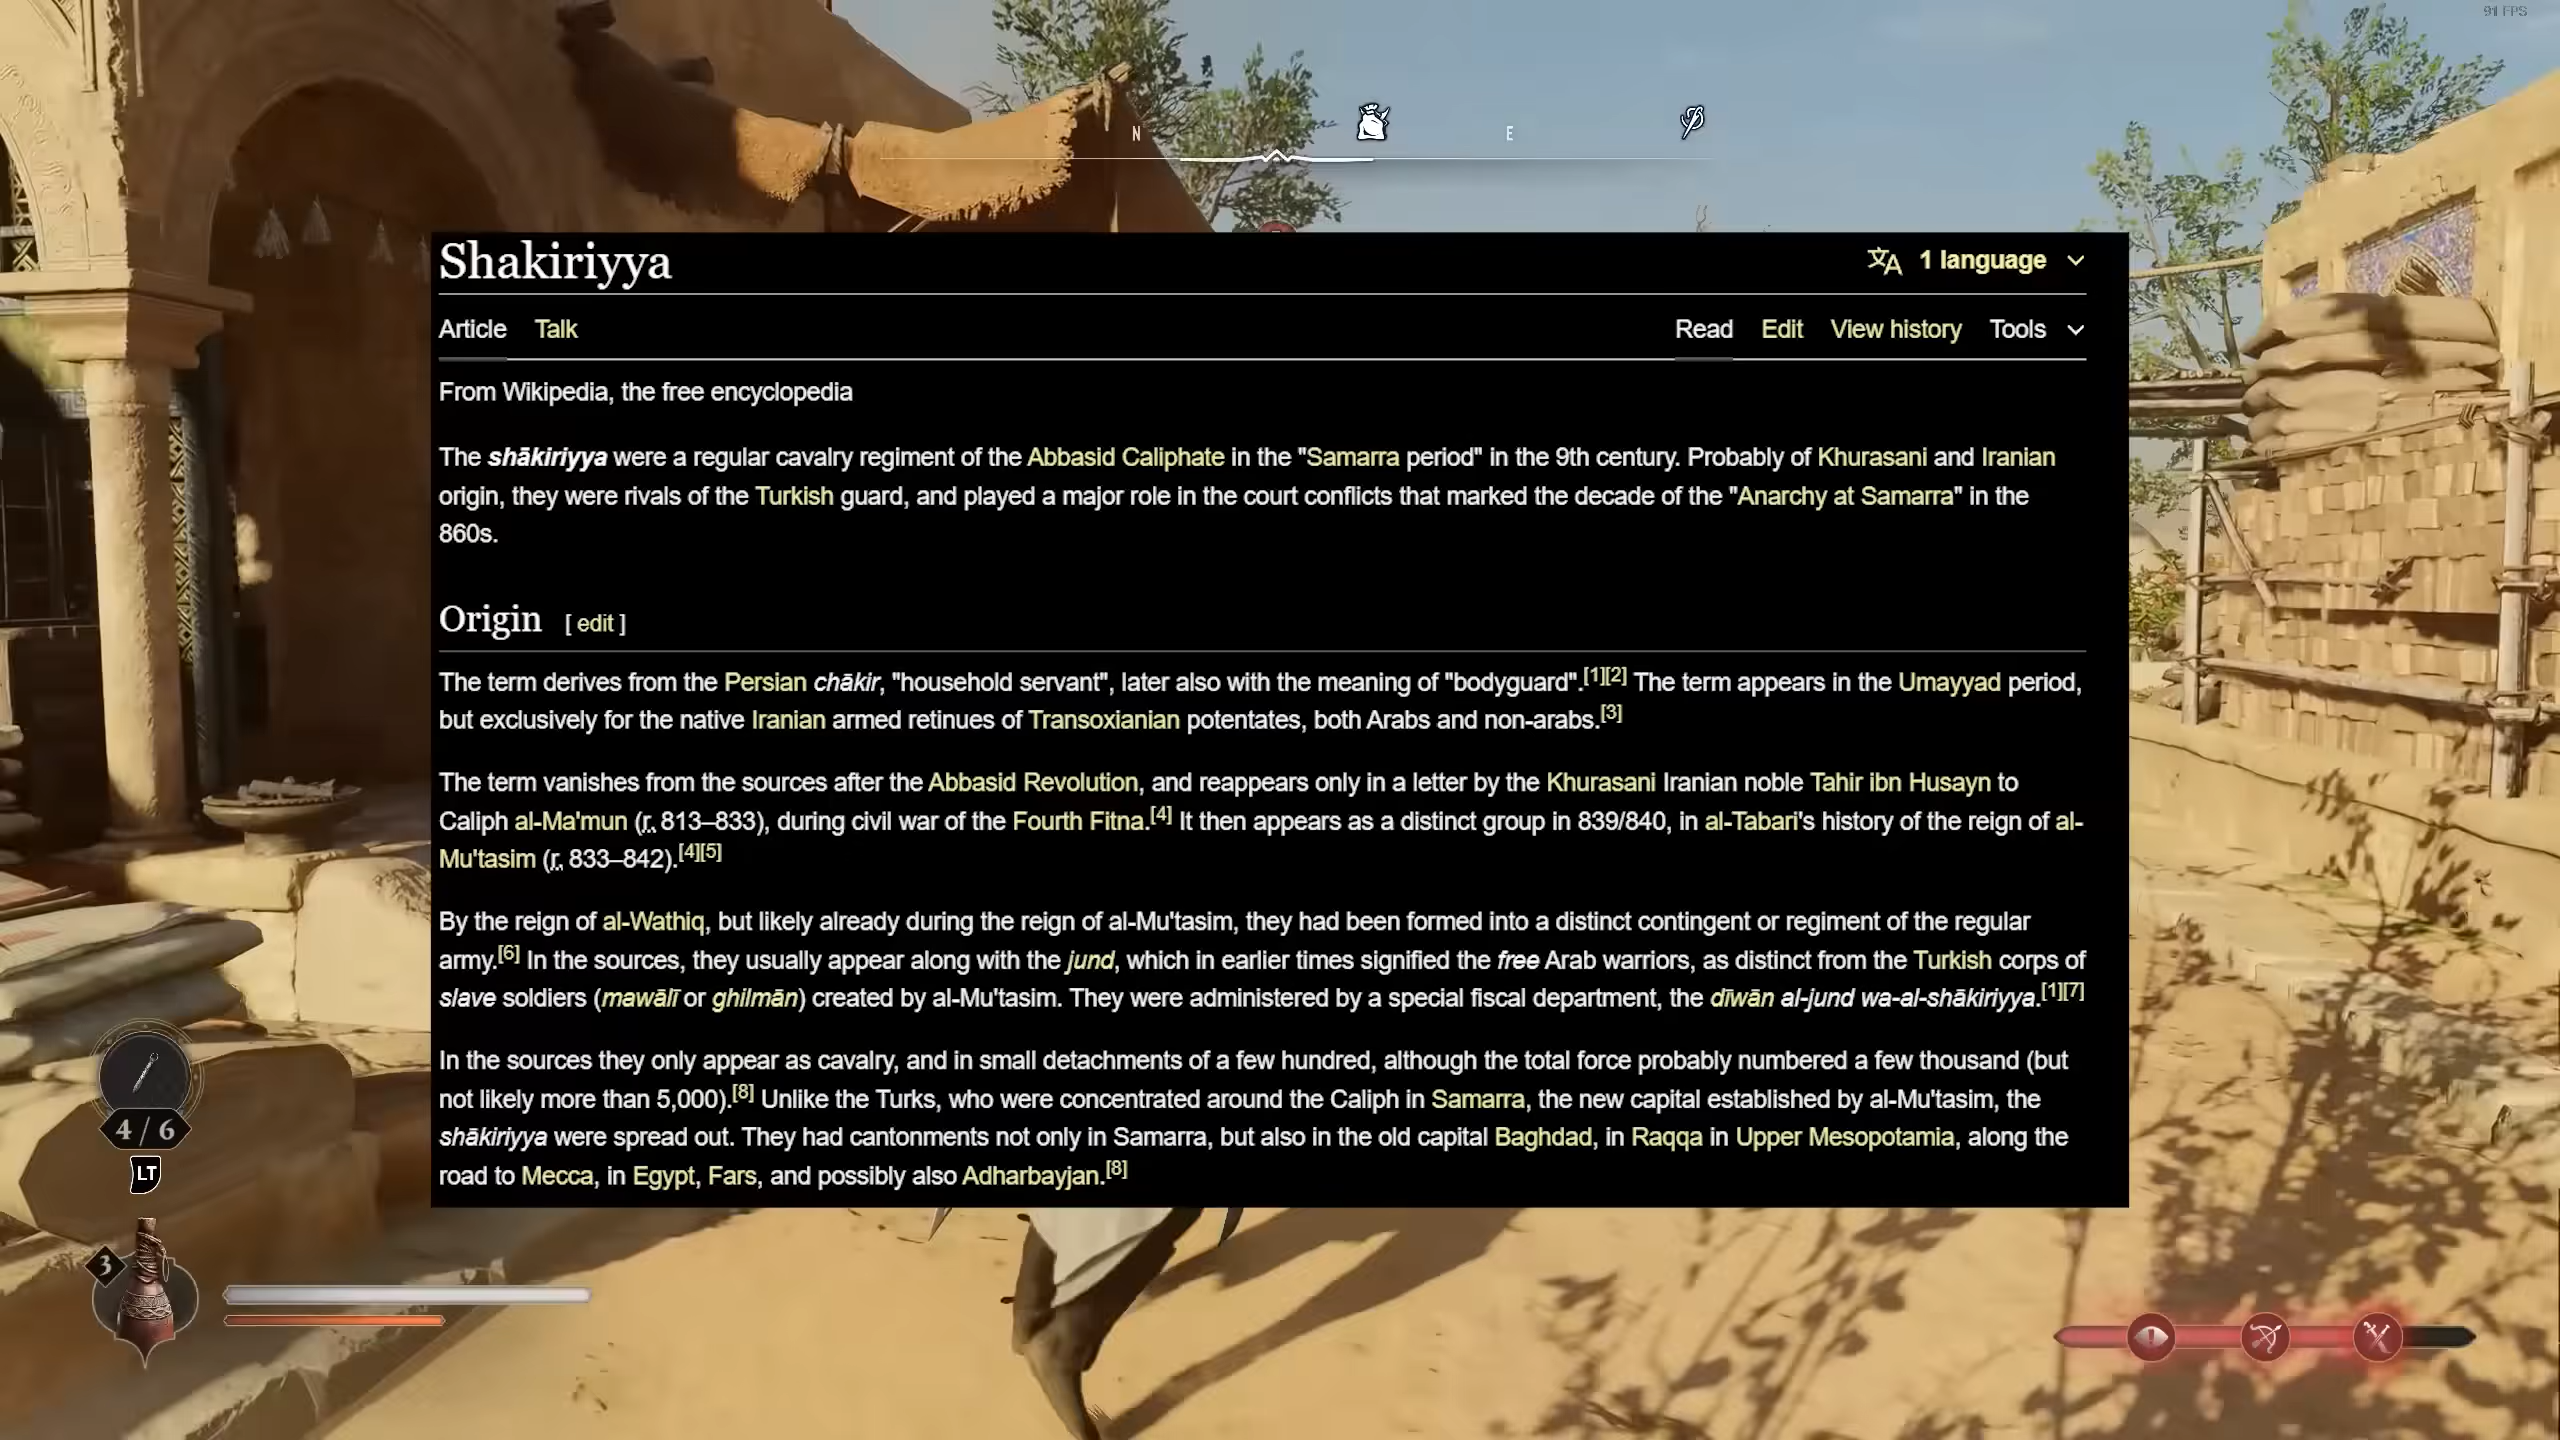 91 FPS
N
E
Shakiriyya
1 language
Article Talk
Read Edit View history Tools
From Wikipedia, the free encyclopedia
The shākiriyya were a regular cavalry regiment of the Abbasid Caliphate in the "Samarra period" in the 9th century. Probably of Khurasani and Iranian
origin, they were rivals of the Turkish guard, and played a major role in the court conflicts that marked the decade of the "Anarchy at Samarra" in the
860s.
Origin [ edit ]
The term derives from the Persian chākir, "household servant", later also with the meaning of "bodyguard".[1][2] The term appears in the Umayyad period,
but exclusively for the native Iranian armed retinues of Transoxianian potentates, both Arabs and non-arabs.[3]
The term vanishes from the sources after the Abbasid Revolution, and reappears only in a letter by the Khurasani Iranian noble Tahir ibn Husayn to
Caliph al-Ma'mun (r. 813–833), during civil war of the Fourth Fitna.[4] It then appears as a distinct group in 839/840, in al-Tabari's history of the reign of al-
Mu'tasim (r. 833–842).[4][5]
By the reign of al-Wathiq, but likely already during the reign of al-Mu'tasim, they had been formed into a distinct contingent or regiment of the regular
army.[6] In the sources, they usually appear along with the jund, which in earlier times signified the free Arab warriors, as distinct from the Turkish corps of
slave soldiers (mawālī or ghilmān) created by al-Mu'tasim. They were administered by a special fiscal department, the dīwān al-jund wa-al-shākiriyya.[1][7]
In the sources they only appear as cavalry, and in small detachments of a few hundred, although the total force probably numbered a few thousand (but
not likely more than 5,000).[8] Unlike the Turks, who were concentrated around the Caliph in Samarra, the new capital established by al-Mu'tasim, the
shākiriyya were spread out. They had cantonments not only in Samarra, but also in the old capital Baghdad, in Raqqa in Upper Mesopotamia, along the
road to Mecca, in Egypt, Fars, and possibly also Adharbayjan.[8]
4 / 6
LT
3